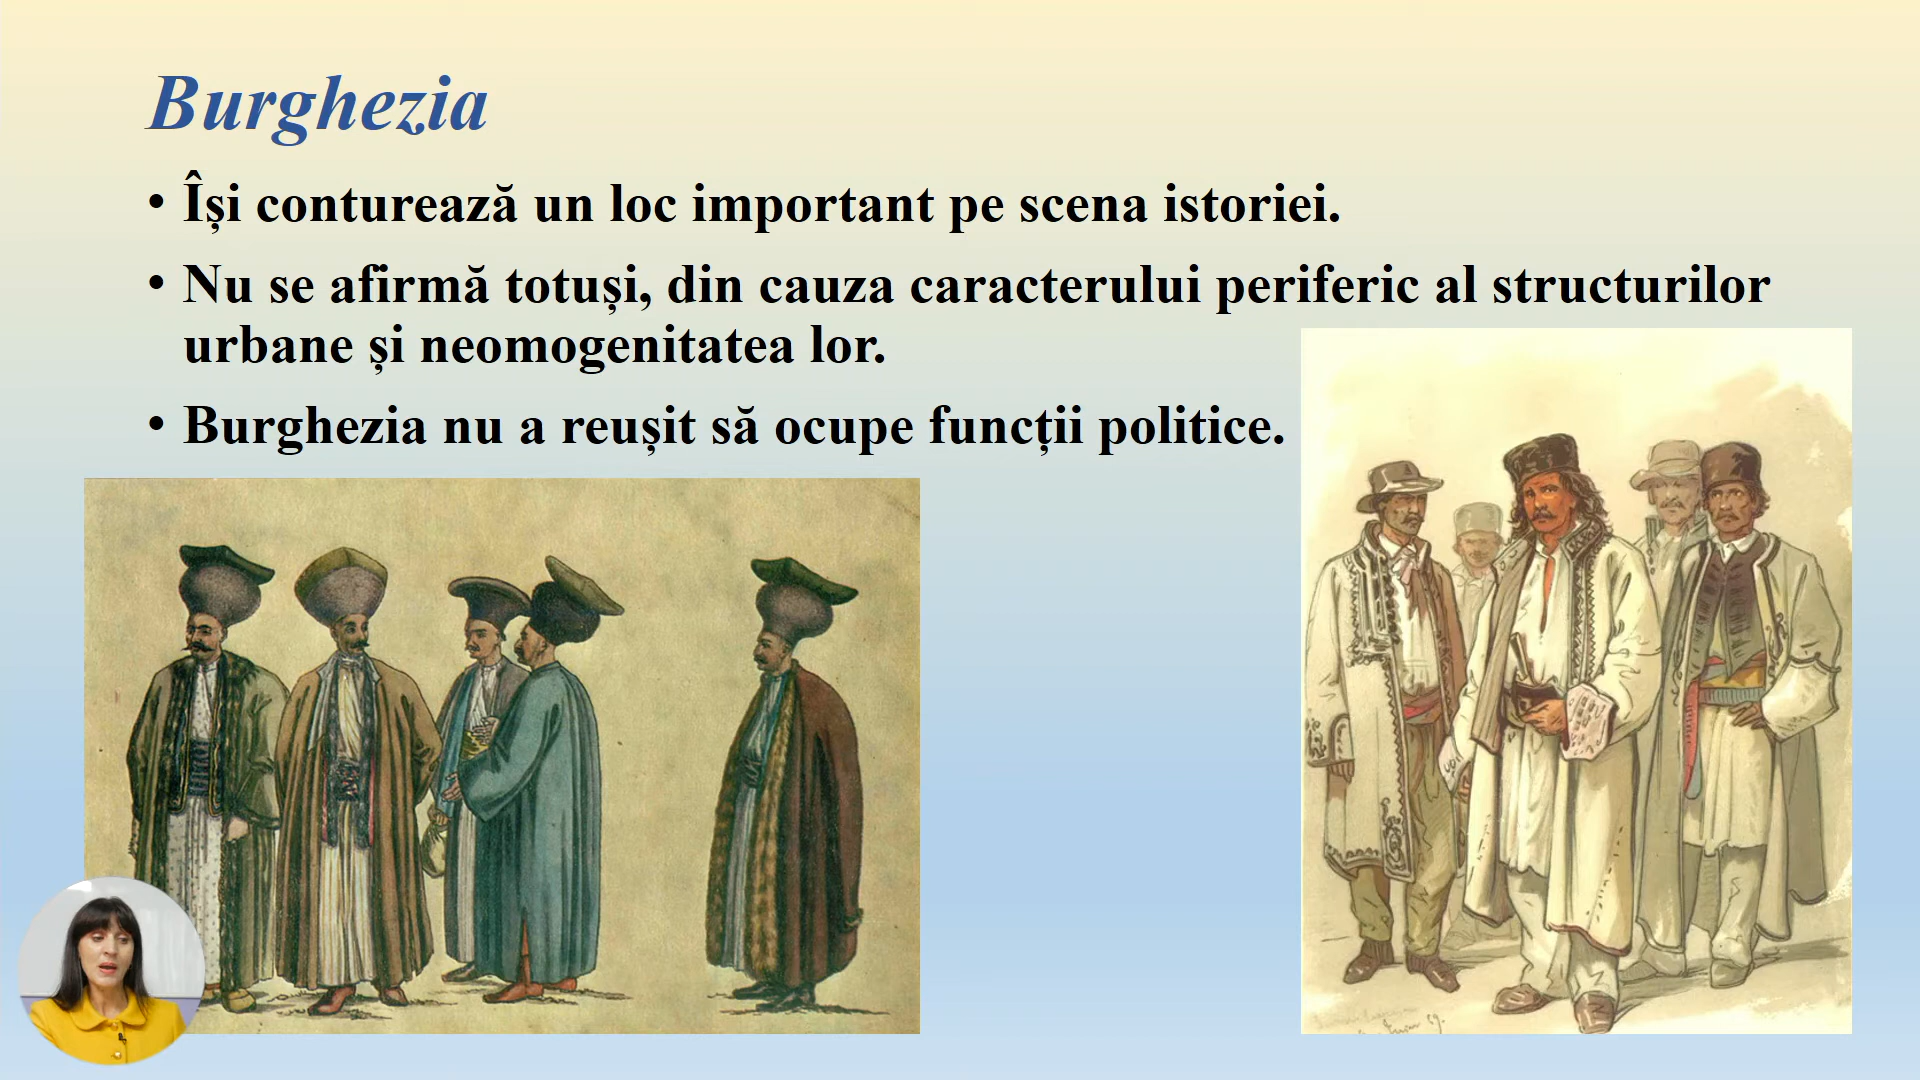 Burghezia
• Își conturează un loc important pe scena istoriei.
• Nu se afirmă totuși, din cauza caracterului periferic al structurilor
urbane și neomogenitatea lor.
• Burghezia nu a reușit să ocupe funcții politice.